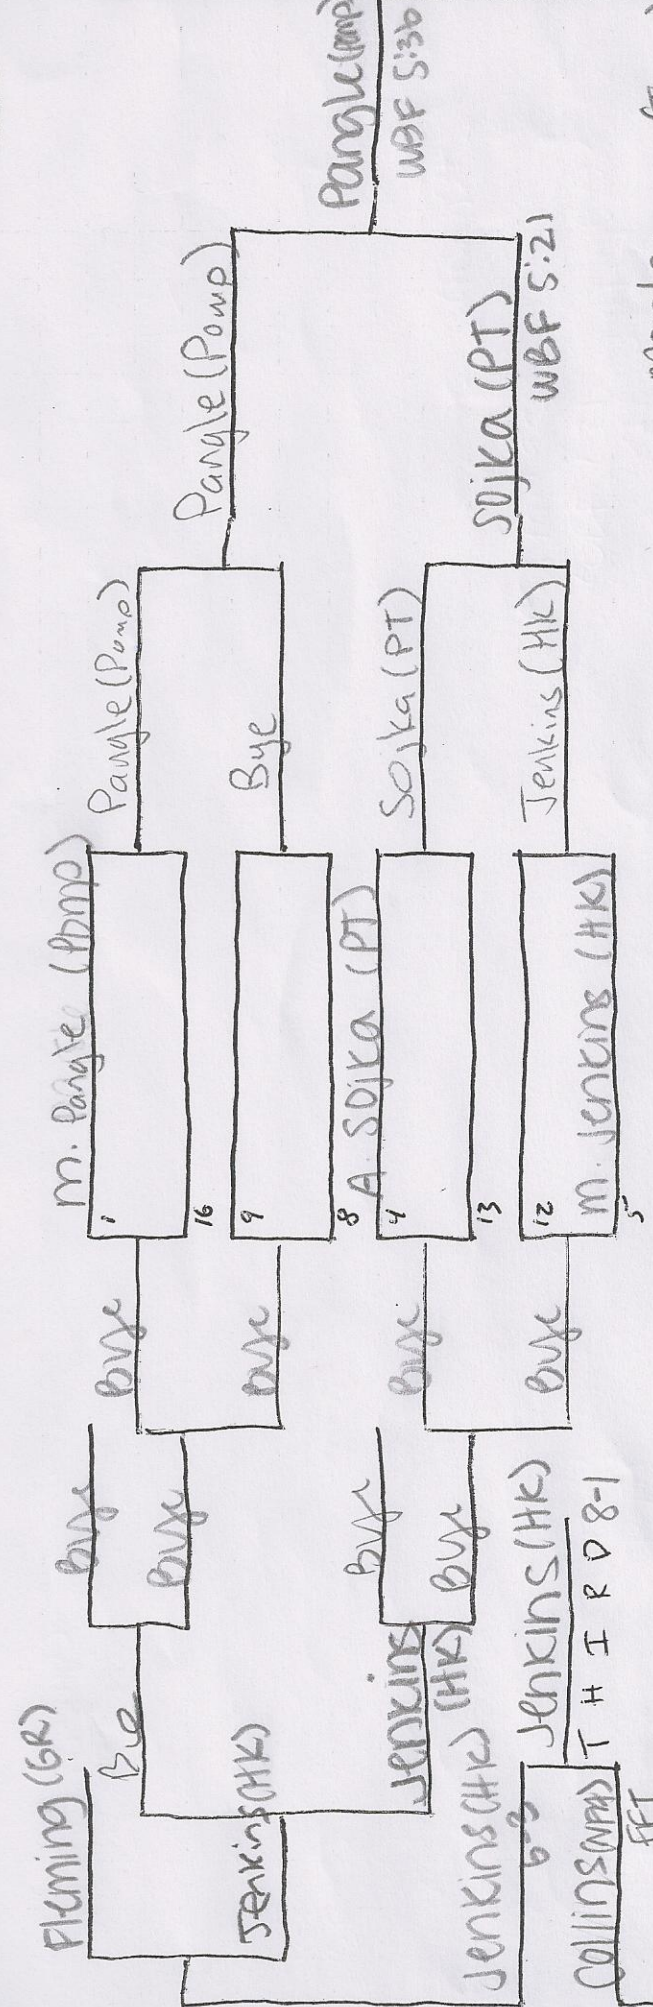 Fleming (GR)
Bye
M. Pangle (Pomp)
1
Bye
Pangle (Pomp)
Bye
Bye
16
Pangle (Pomp)
Jenkins (HK)
Bye
9
Bye
Pangle (Pomp)
WBF 5:36
8
A. Sojka (PT)
4
Bye
Jenkins (HK)
Bye
Sojka (PT)
Bye
13
Sojka (PT)
WBF 5:21
Jenkins (HK)
6-3
Jenkins (HK)
THIRD 8-1
Bye
12
Jenkins (HK)
M. Jenkins (HK)
5
Collins (NFH)
FFT